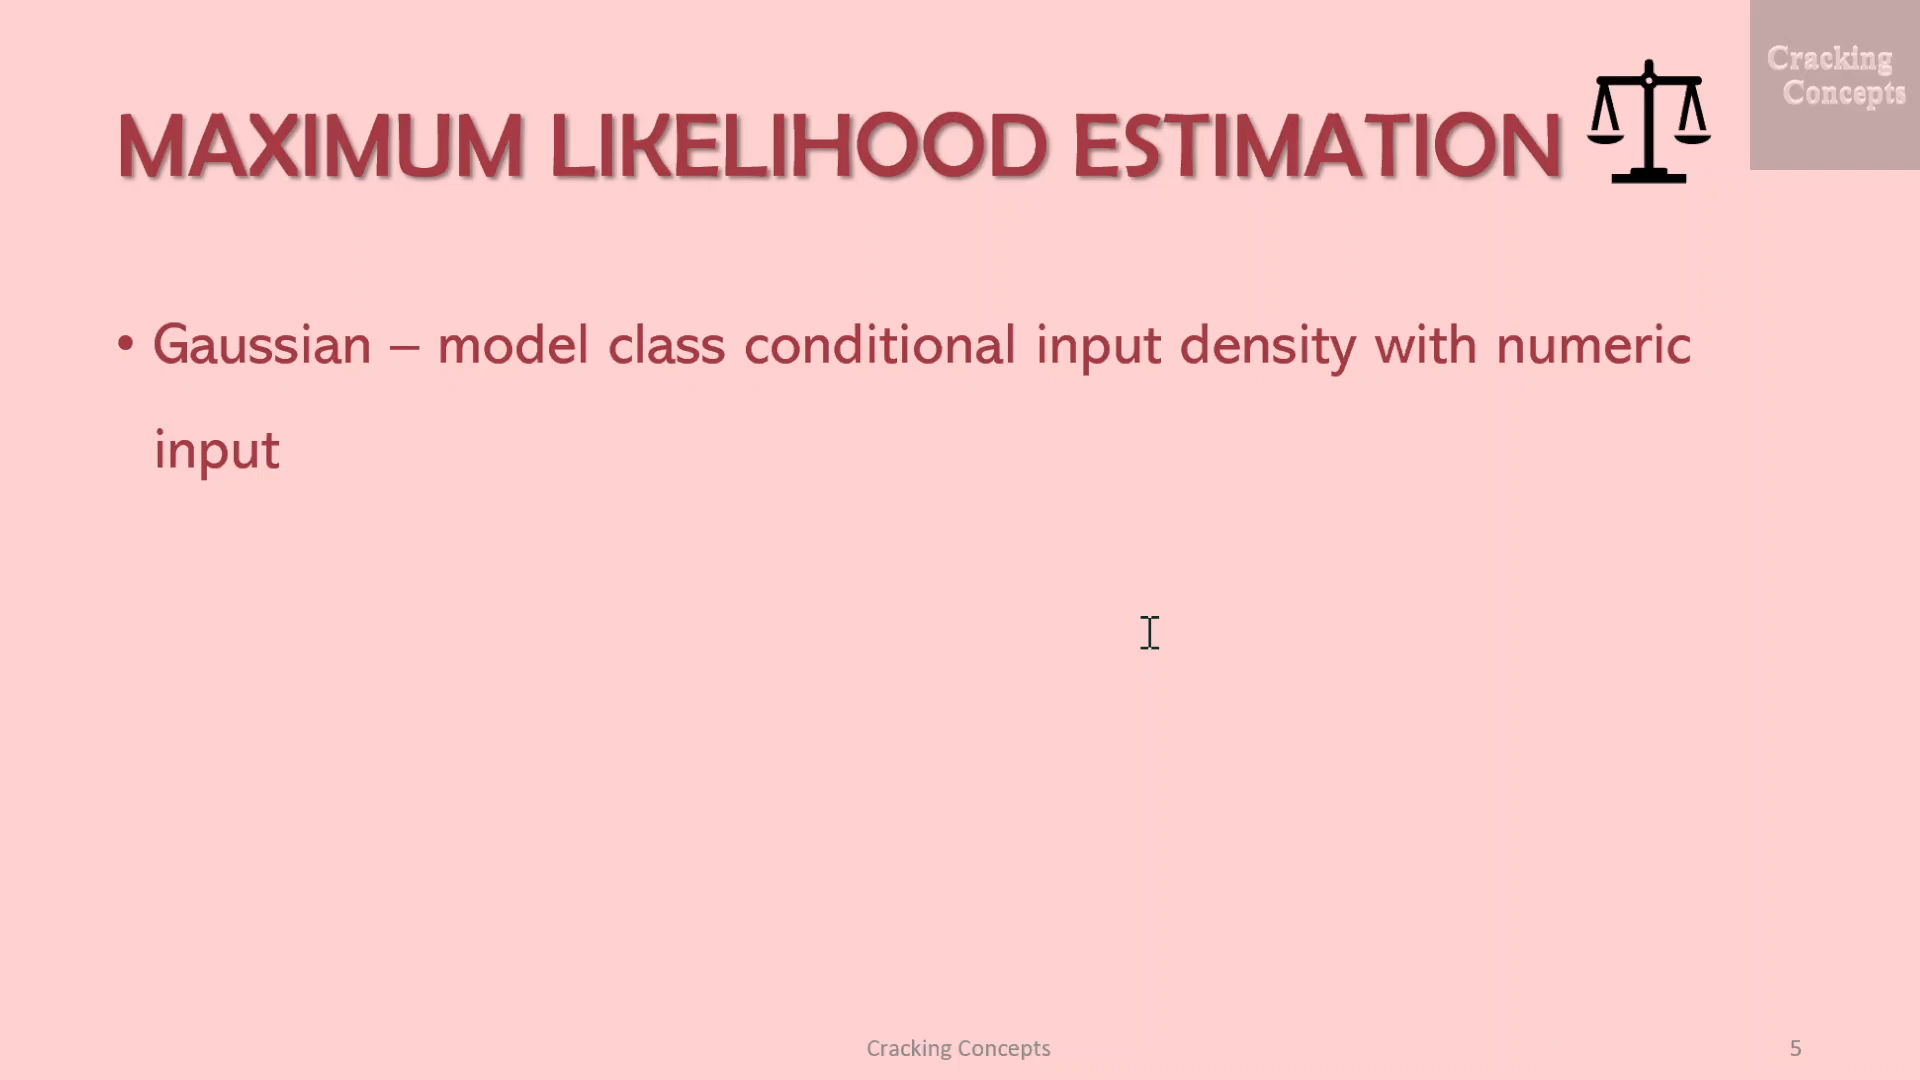 Cracking
Concepts
MAXIMUM LIKELIHOOD ESTIMATION
• Gaussian – model class conditional input density with numeric
input
Cracking Concepts
5